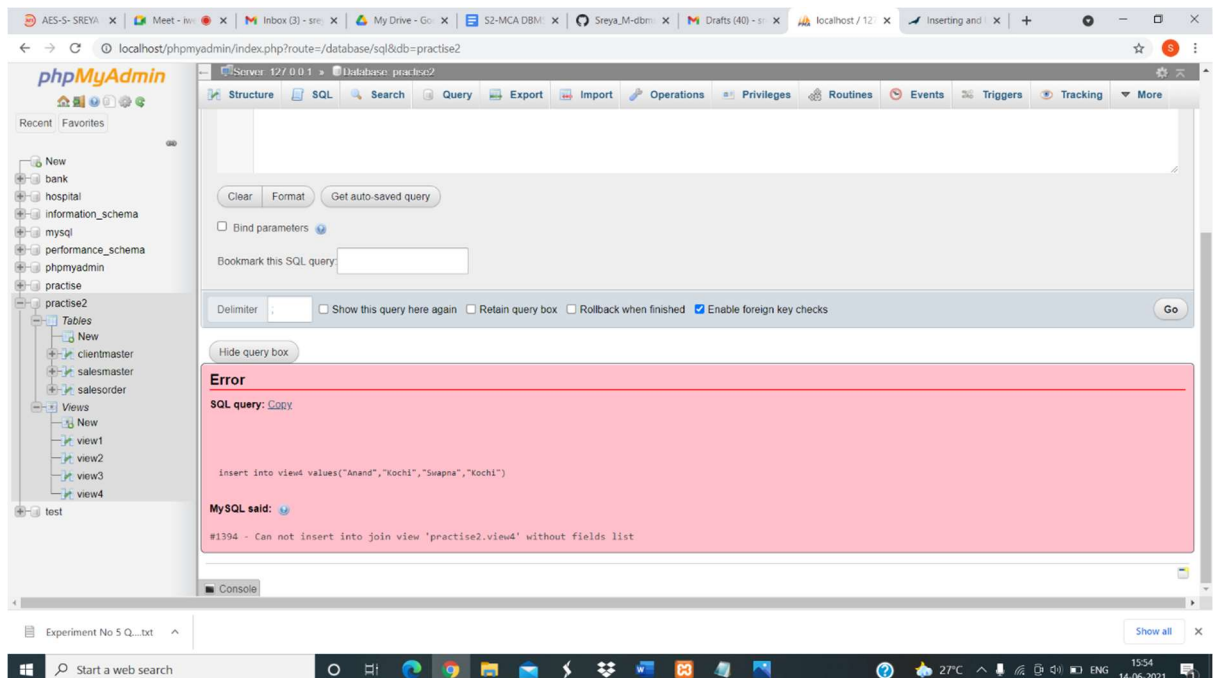 AES-S- SREYA
Meet - iw
Inbox (3) - sre
My Drive - Go
S2-MCA DBM
Sreya_M-dbm
Drafts (40) - s
localhost / 12
Inserting and
localhost/phpmyadmin/index.php?route=/database/sql&db=practise2
S
phpMyAdmin
Recent Favorites
New
bank
hospital
information_schema
mysql
performance_schema
phpmyadmin
practise
practise2
Tables
New
clientmaster
salesmaster
salesorder
Views
New
view1
view2
view3
view4
test
Server: 127.0.0.1 » Database: practise2
Structure SQL Search Query Export Import Operations Privileges Routines Events Triggers Tracking More
Clear Format Get auto-saved query
Bind parameters
Bookmark this SQL query:
Delimiter ; Show this query here again Retain query box Rollback when finished Enable foreign key checks Go
Hide query box
Error
SQL query: Copy
insert into view4 values("Anand","Kochi","Swapna","Kochi")
MySQL said:
#1394 - Can not insert into join view 'practise2.view4' without fields list
Console
Experiment No 5 Q....txt
Show all
Start a web search
27°C ENG
15:54
14-06-2021